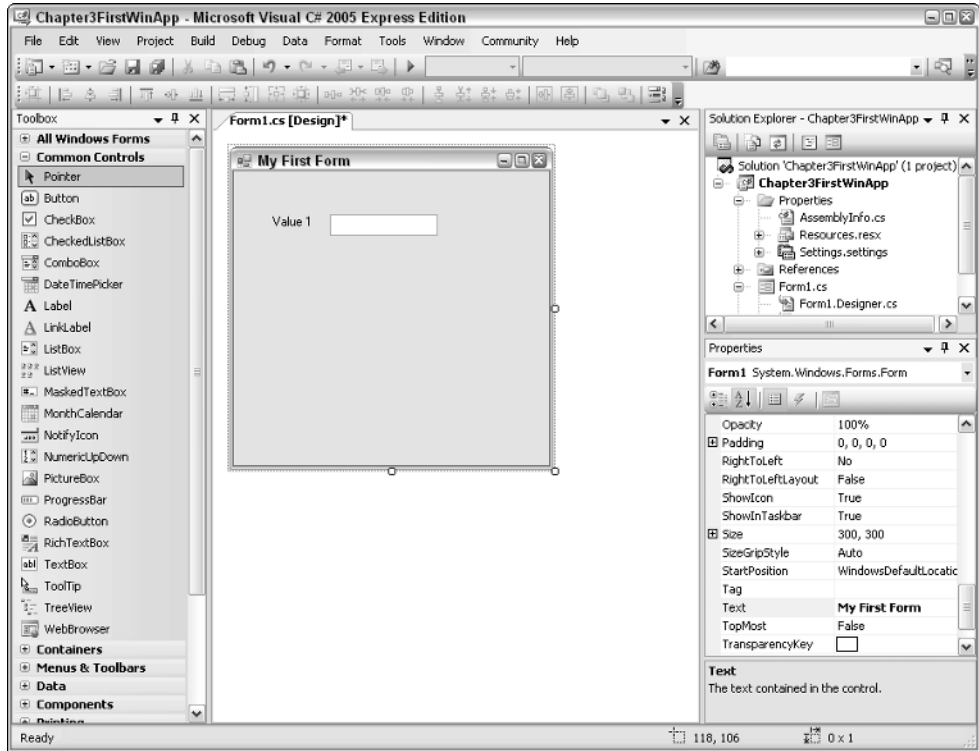 Chapter3FirstWinApp - Microsoft Visual C# 2005 Express Edition
File Edit View Project Build Debug Data Format Tools Window Community Help
Toolbox
All Windows Forms
Common Controls
Pointer
Button
CheckBox
CheckedListBox
ComboBox
DateTimePicker
A Label
A LinkLabel
ListBox
ListView
MaskedTextBox
MonthCalendar
NotifyIcon
NumericUpDown
PictureBox
ProgressBar
RadioButton
RichTextBox
abl TextBox
ToolTip
TreeView
WebBrowser
Containers
Menus & Toolbars
Data
Components
Printing
Form1.cs [Design]*
My First Form
Value 1
Solution Explorer - Chapter3FirstWinApp
Solution 'Chapter3FirstWinApp' (1 project)
Chapter3FirstWinApp
Properties
AssemblyInfo.cs
Resources.resx
Settings.settings
References
Form1.cs
Form1.Designer.cs
Properties
Form1 System.Windows.Forms.Form
Opacity 100%
Padding 0, 0, 0, 0
RightToLeft No
RightToLeftLayout False
ShowIcon True
ShowInTaskbar True
Size 300, 300
SizeGripStyle Auto
StartPosition WindowsDefaultLocatic
Tag
Text My First Form
TopMost False
TransparencyKey
Text
The text contained in the control.
Ready 118, 106 0 x 1